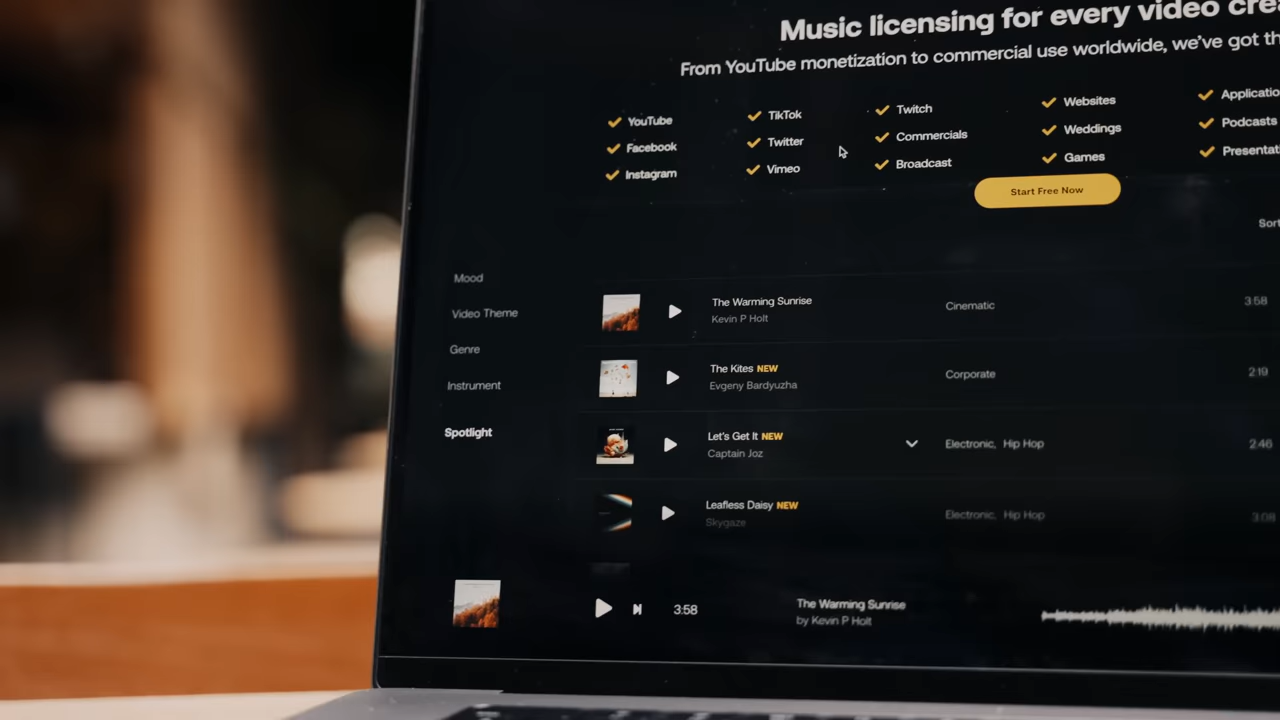 Music licensing for every video
From YouTube monetization to commercial use worldwide, we've got
YouTube
TikTok
Twitch
Websites
Facebook
Twitter
Commercials
Weddings
Podcasts
Instagram
Vimeo
Broadcast
Games
Start Free Now
Mood
Video Theme
Genre
Instrument
Spotlight
The Warming Sunrise
Kevin P Holt
Cinematic
3:58
The Kites NEW
Evgeny Bardyuzha
Corporate
2:19
Let's Get It NEW
Captain Joz
Electronic, Hip Hop
2:46
Leafless Daisy NEW
Skygaze
Electronic, Hip Hop
3:08
3:58
The Warming Sunrise
by Kevin P Holt